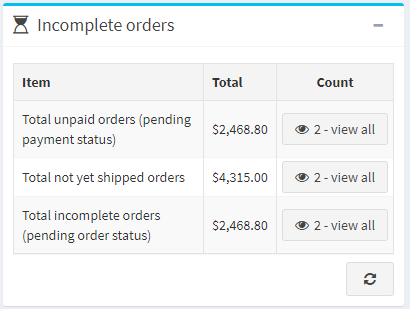 Incomplete orders
Item Total Count
Total unpaid orders (pending
payment status) $2,468.80 2 - view all
Total not yet shipped orders $4,315.00 2 - view all
Total incomplete orders
(pending order status) $2,468.80 2 - view all